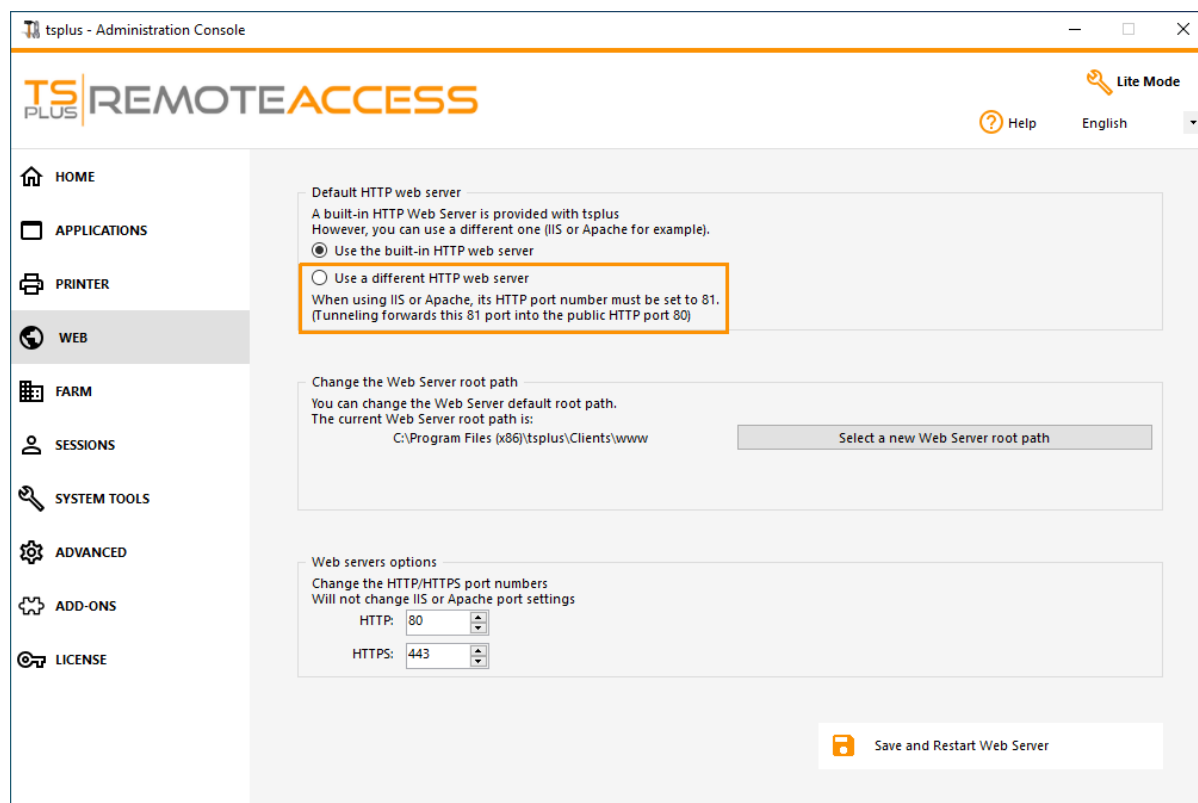 tsplus - Administration Console
TS PLUS REMOTEACCESS
Lite Mode
Help
English
HOME
APPLICATIONS
PRINTER
WEB
FARM
SESSIONS
SYSTEM TOOLS
ADVANCED
ADD-ONS
LICENSE
Default HTTP web server
A built-in HTTP Web Server is provided with tsplus
However, you can use a different one (IIS or Apache for example).
Use the built-in HTTP web server
Use a different HTTP web server
When using IIS or Apache, its HTTP port number must be set to 81.
(Tunneling forwards this 81 port into the public HTTP port 80)
Change the Web Server root path
You can change the Web Server default root path.
The current Web Server root path is:
C:\Program Files (x86)\tsplus\Clients\www
Select a new Web Server root path
Web servers options
Change the HTTP/HTTPS port numbers
Will not change IIS or Apache port settings
HTTP: 80
HTTPS: 443
Save and Restart Web Server